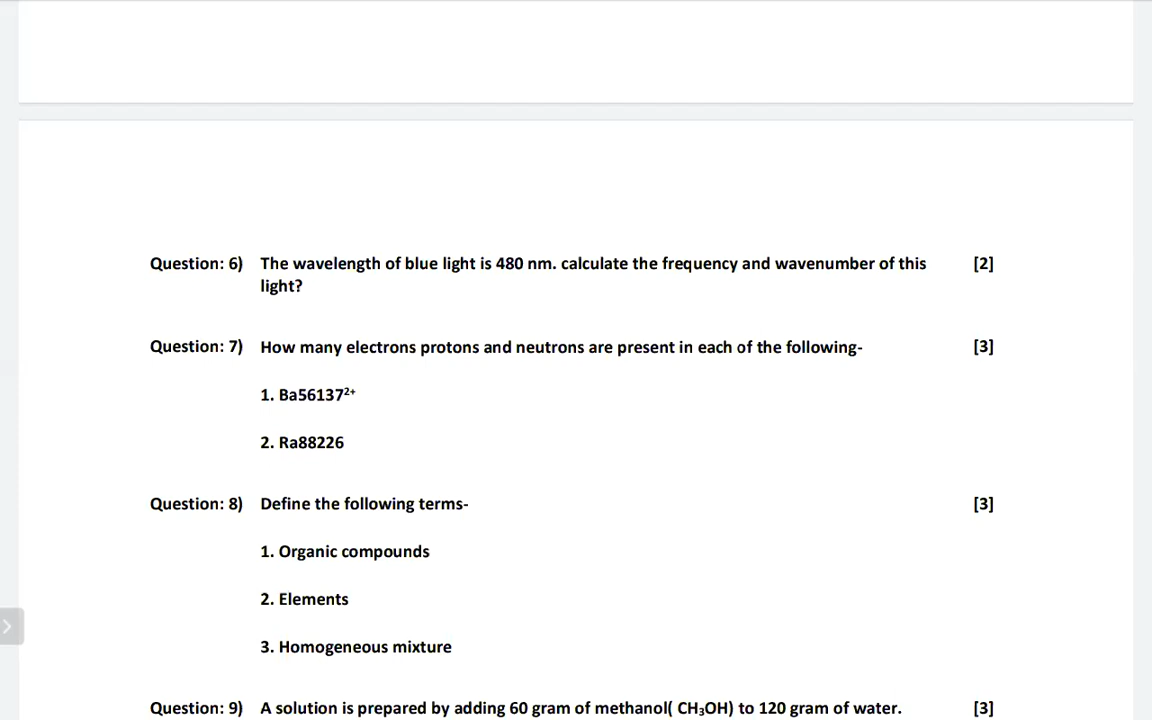 Question: 6) The wavelength of blue light is 480 nm. calculate the frequency and wavenumber of this [2]
light?
Question: 7) How many electrons protons and neutrons are present in each of the following- [3]
1. Ba56137²⁺
2. Ra88226
Question: 8) Define the following terms- [3]
1. Organic compounds
2. Elements
3. Homogeneous mixture
Question: 9) A solution is prepared by adding 60 gram of methanol( CH₃OH) to 120 gram of water. [3]